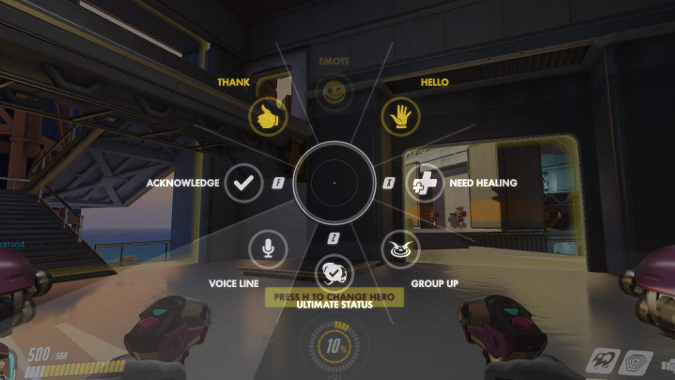 EMOTE
THANK
HELLO
ACKNOWLEDGE
F
X
NEED HEALING
Z
rstood.
VOICE LINE
GROUP UP
PRESS H TO CHANGE HERO
ULTIMATE STATUS
500 / 500
10%